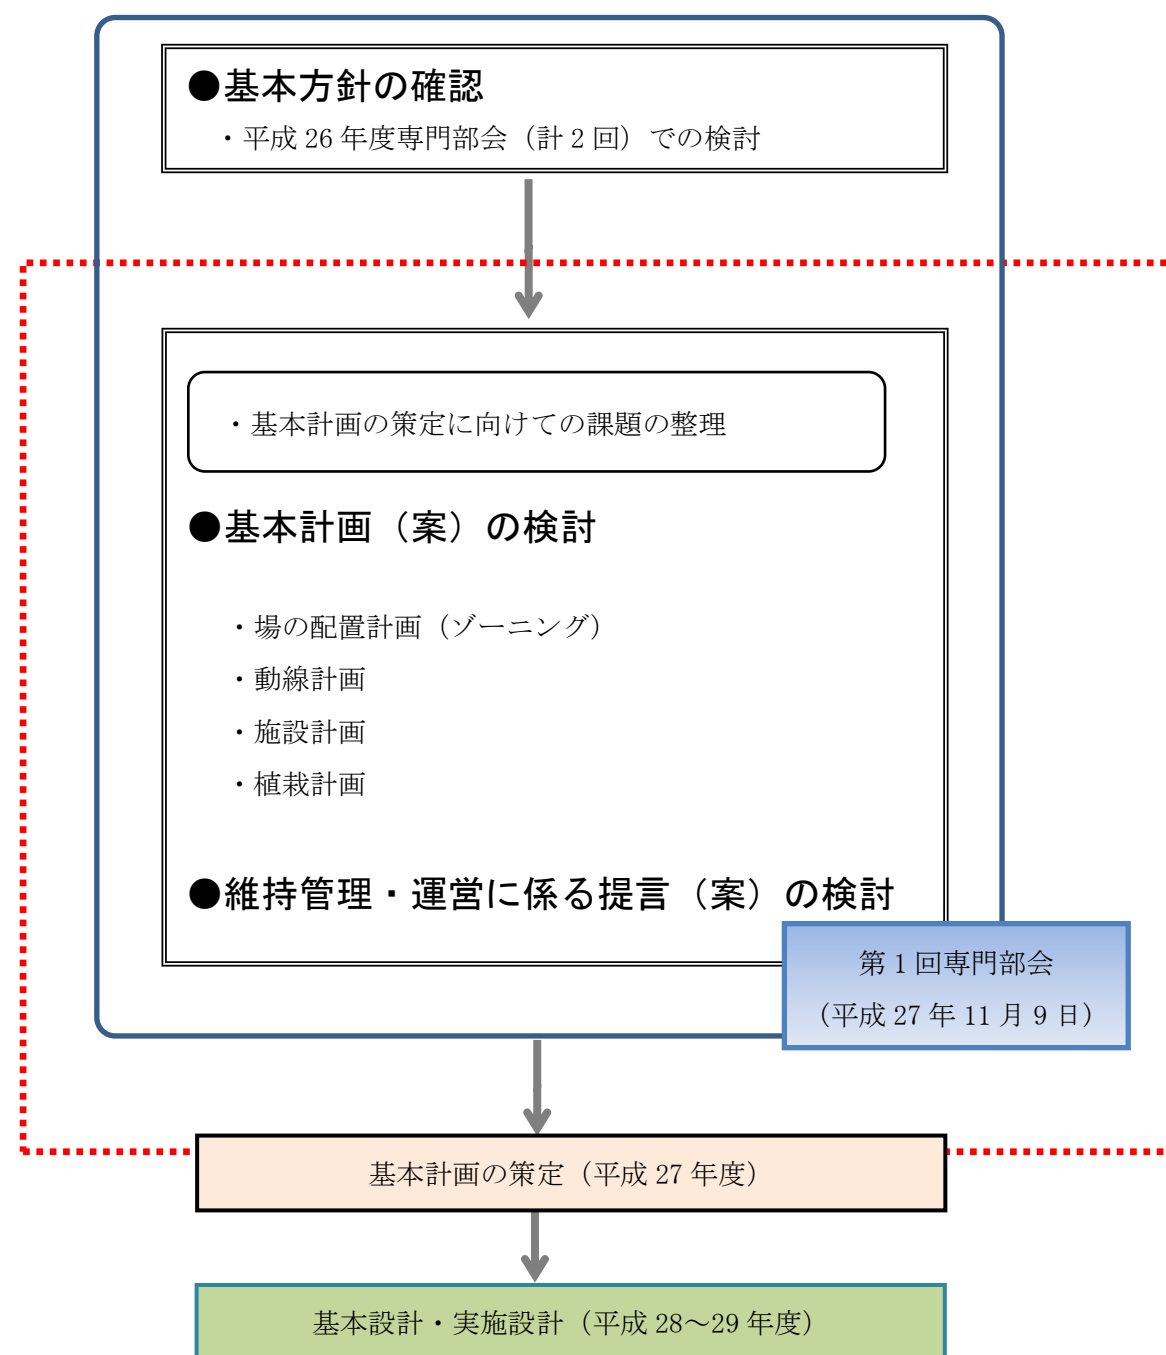 ●基本方針の確認
・平成 26 年度専門部会（計 2 回）での検討
・基本計画の策定に向けての課題の整理
●基本計画（案）の検討
・場の配置計画（ゾーニング）
・動線計画
・施設計画
・植栽計画
●維持管理・運営に係る提言（案）の検討
第 1 回専門部会
（平成 27 年 11 月 9 日）
基本計画の策定（平成 27 年度）
基本設計・実施設計（平成 28～29 年度）